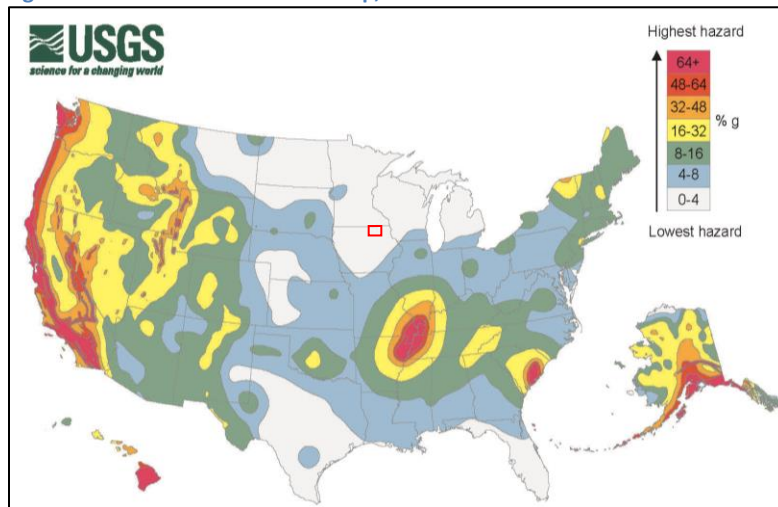 USGS
science for a changing world
Highest hazard
64+
48-64
32-48
16-32
8-16
4-8
0-4
% g
Lowest hazard